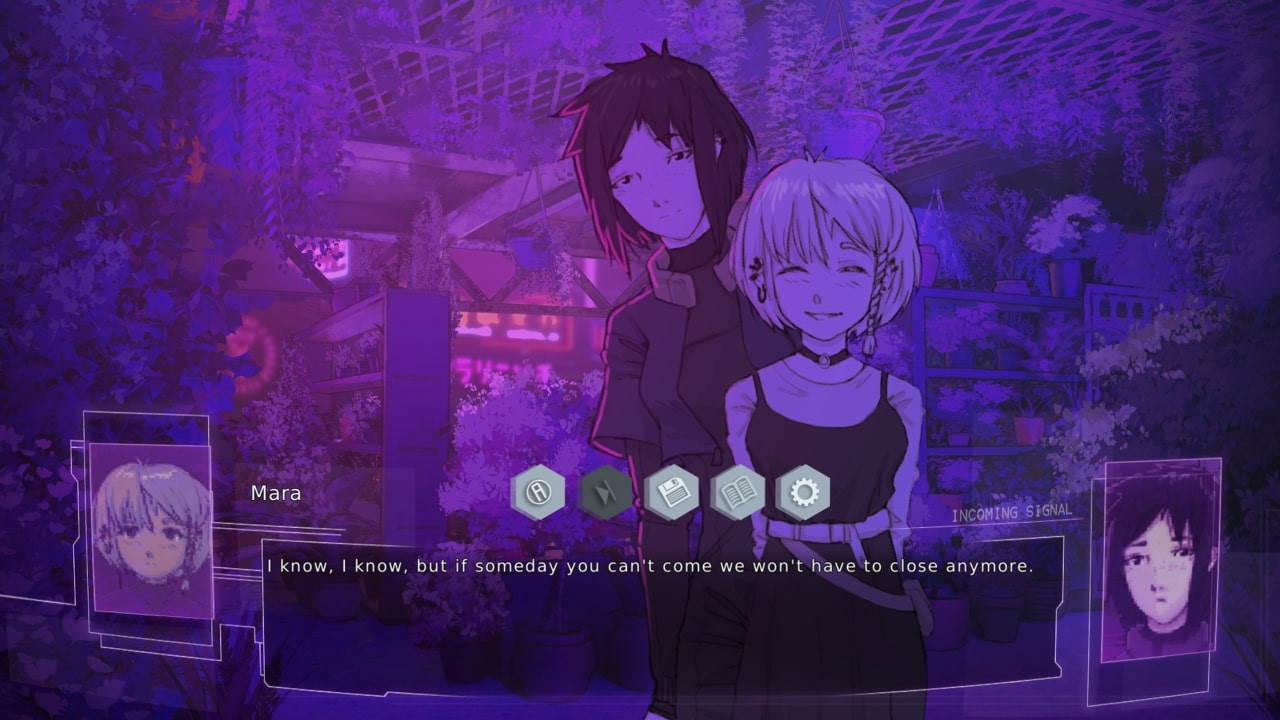 Mara
INCOMING SIGNAL
I know, I know, but if someday you can't come we won't have to close anymore.